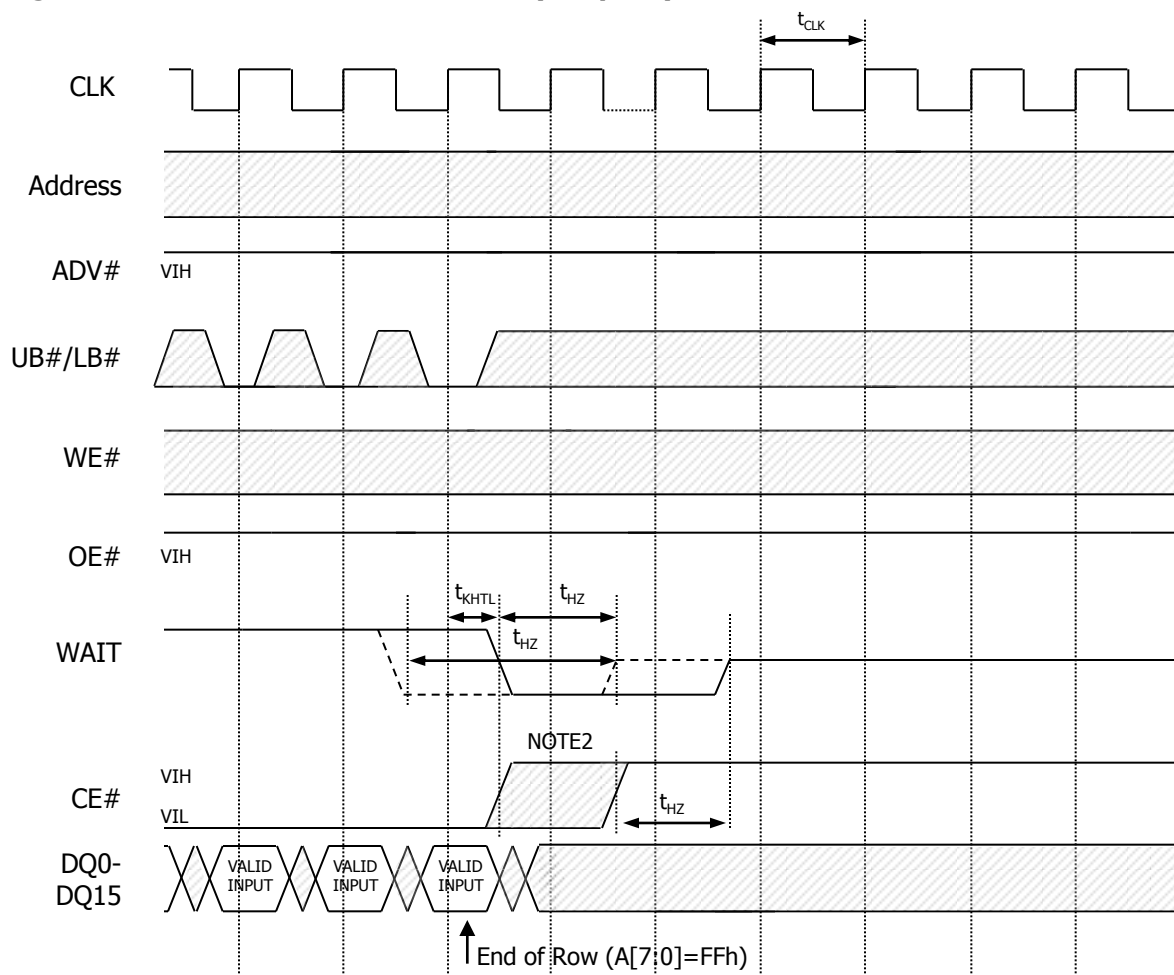 tCLK
CLK
Address
ADV#
VIH
UB#/LB#
WE#
OE#
VIH
tKHTL
tHZ
tHZ
WAIT
NOTE2
VIH
CE#
VIL
tHZ
DQ0-
DQ15
VALID
INPUT
VALID
INPUT
VALID
INPUT
End of Row (A[7:0]=FFh)